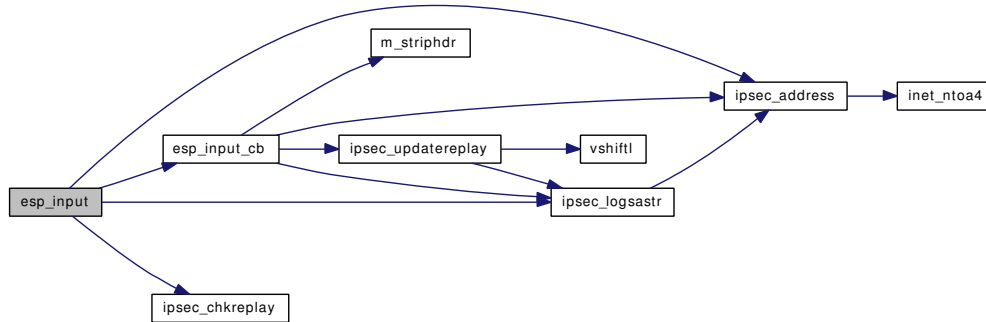 m_striphdr
ipsec_address
inet_ntoa4
esp_input_cb
ipsec_updatereplay
vshiftl
esp_input
ipsec_logsastr
ipsec_chkreplay